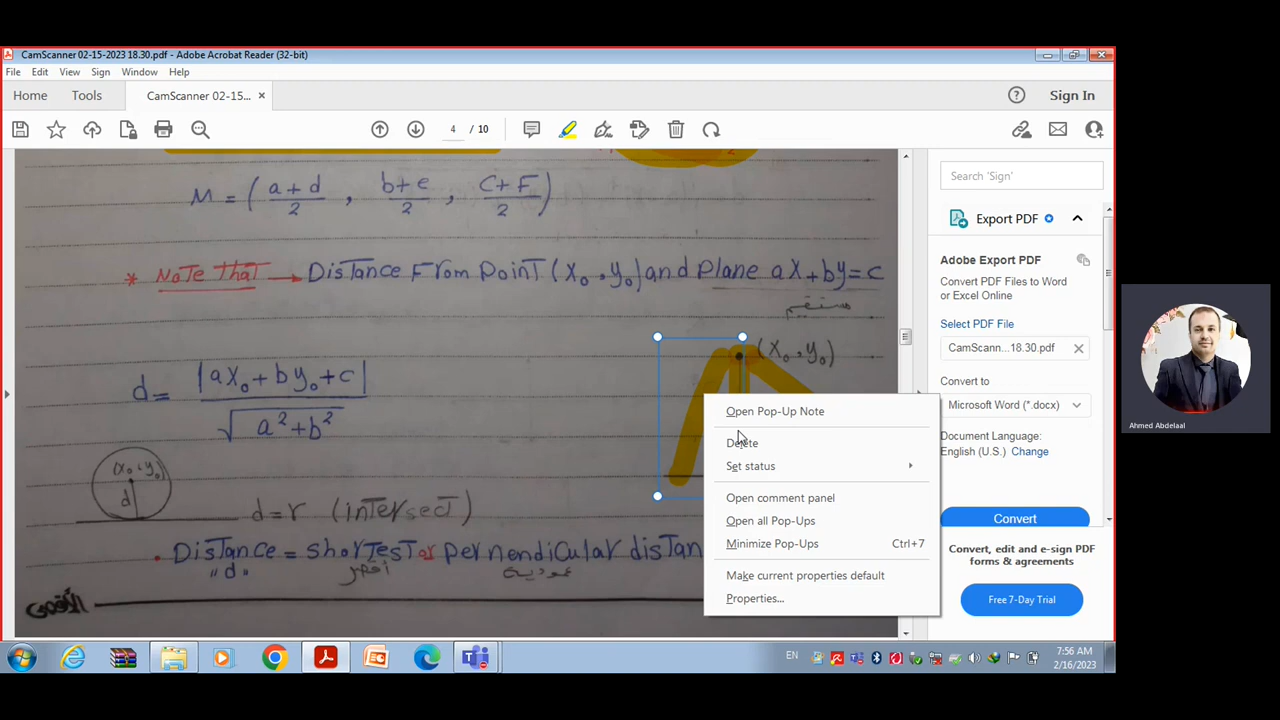 CamScanner 02-15-2023 18.30.pdf - Adobe Acrobat Reader (32-bit)
File Edit View Sign Window Help
Home Tools CamScanner 02-15... × Sign In
4 / 10
M = ( a+d/2 , b+e/2 , C+F/2 )
* Note That → Distance From Point (x₀,y₀) and Plane ax+by=c
مستقيم
(x₀,y₀)
d = |ax₀+by₀+c| / √a²+b²
(x₀,y₀)
d
d=r (intersect)
• Distance = shortest or pernendicular distan
"d" أقصر عمودية
Open Pop-Up Note
Delete
Set status
Open comment panel
Open all Pop-Ups
Minimize Pop-Ups Ctrl+7
Make current properties default
Properties...
Search 'Sign'
Export PDF
Adobe Export PDF
Convert PDF Files to Word
or Excel Online
Select PDF File
CamScann...18.30.pdf
Convert to
Microsoft Word (*.docx)
Document Language:
English (U.S.) Change
Convert
Convert, edit and e-sign PDF
forms & agreements
Free 7-Day Trial
Ahmed Abdelaal
EN
7:56 AM
2/16/2023